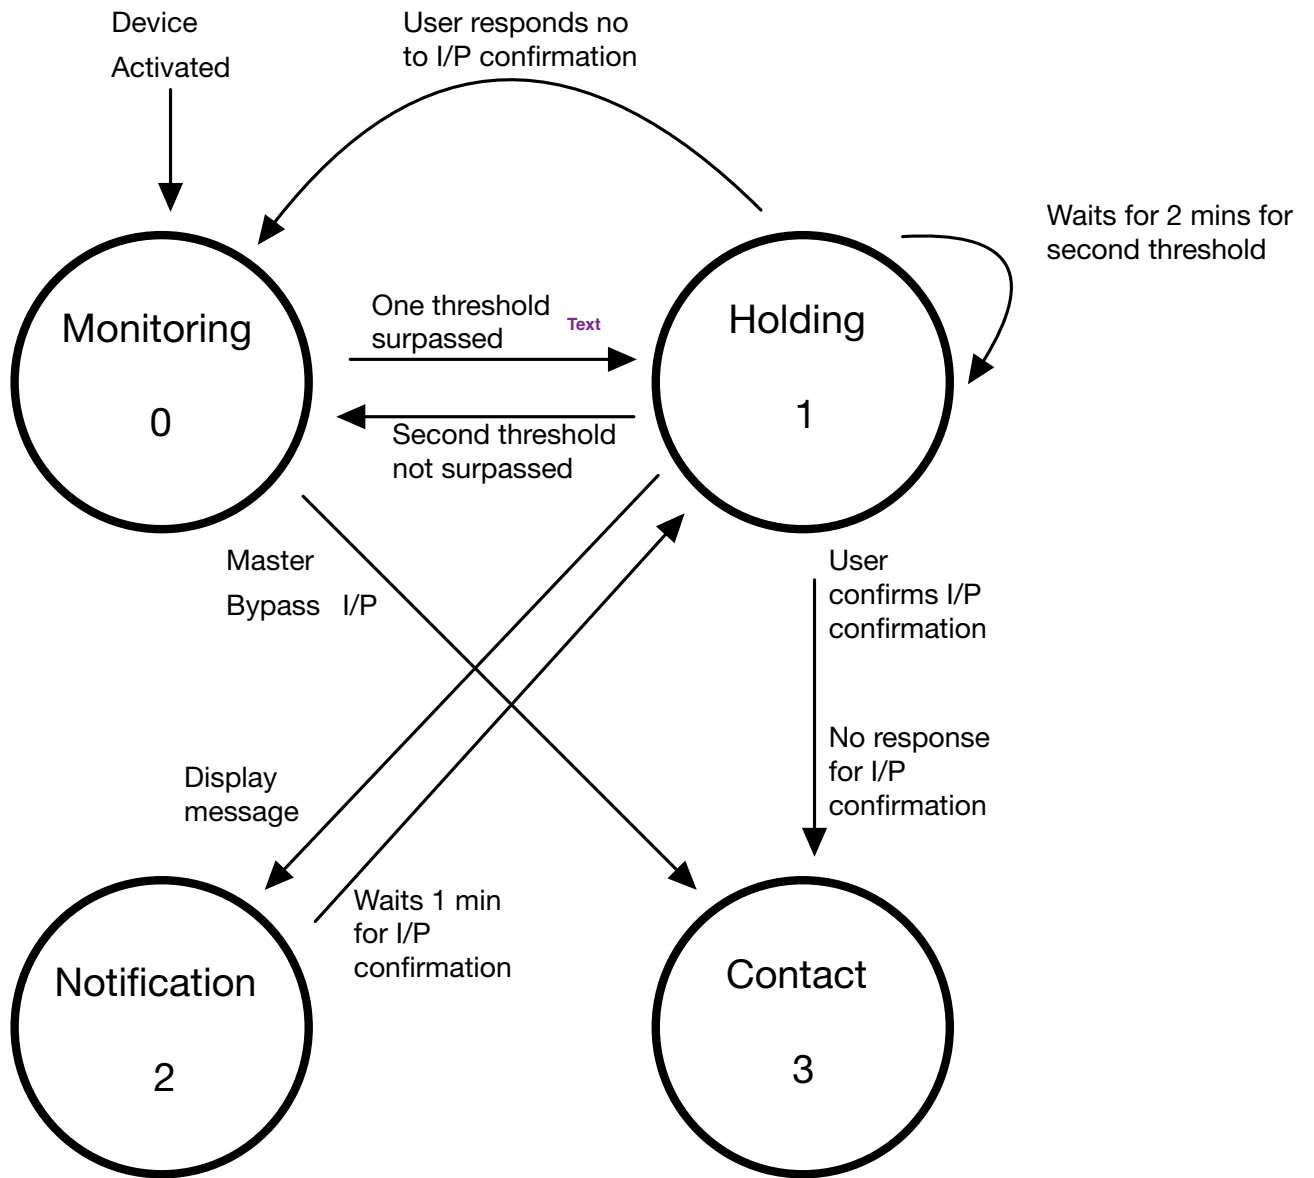 Device
Activated
User responds no
to I/P confirmation
Waits for 2 mins for
second threshold
Monitoring
0
One threshold
surpassed
Text
Holding
1
Second threshold
not surpassed
Master
Bypass I/P
User
confirms I/P
confirmation
No response
for I/P
confirmation
Display
message
Waits 1 min
for I/P
confirmation
Notification
2
Contact
3